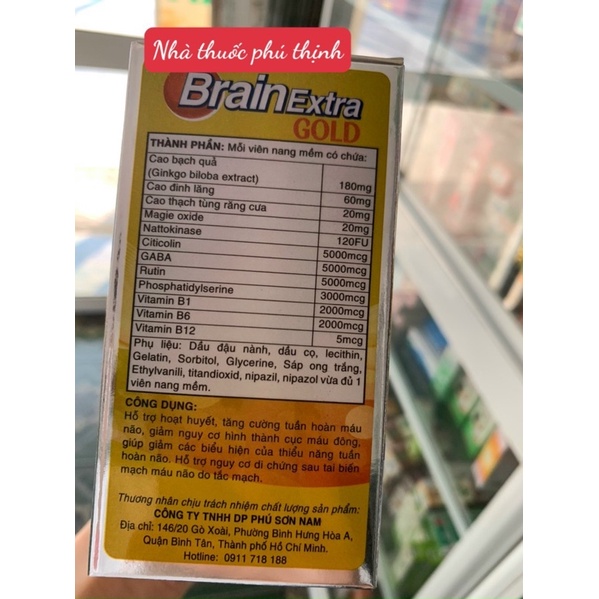 Nhà thuốc phú thịnh
BrainExtra
GOLD
THÀNH PHẦN: Mỗi viên nang mềm có chứa:
Cao bạch quả
(Ginkgo biloba extract) 180mg
Cao đinh lăng 60mg
Cao thạch tùng răng cưa 20mg
Magie oxide 20mg
Nattokinase 120FU
Citicolin 5000mcg
GABA 5000mcg
Rutin 5000mcg
Phosphatidylserine 3000mcg
Vitamin B1 2000mcg
Vitamin B6 2000mcg
Vitamin B12 5mcg
Phụ liệu: Dầu đậu nành, dầu cọ, lecithin,
Gelatin, Sorbitol, Glycerine, Sáp ong trắng,
Ethylvanili, titandioxid, nipazil, nipazol vừa đủ 1
viên nang mềm.
CÔNG DỤNG:
Hỗ trợ hoạt huyết, tăng cường tuần hoàn máu
não, giảm nguy cơ hình thành cục máu đông,
giúp giảm các biểu hiện của thiểu năng tuần
hoàn não. Hỗ trợ nguy cơ di chứng sau tai biến
mạch máu não do tắc mạch.
Thương nhân chịu trách nhiệm chất lượng sản phẩm:
CÔNG TY TNHH DP PHÚ SƠN NAM
Địa chỉ: 146/20 Gò Xoài, Phường Bình Hưng Hòa A,
Quận Bình Tân, Thành phố Hồ Chí Minh.
Hotline: 0911 718 188